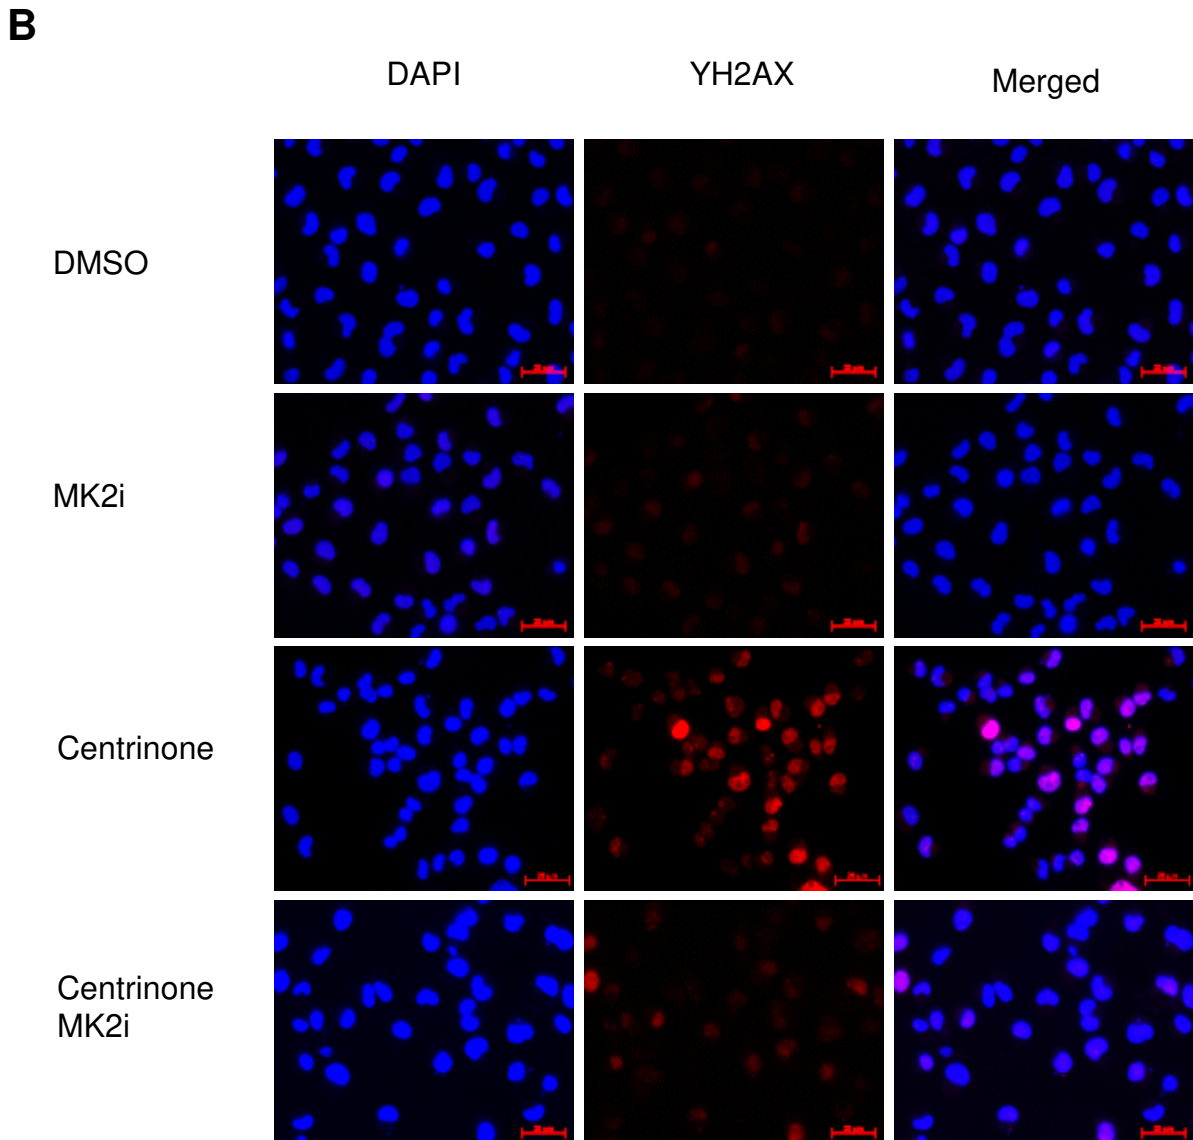 B
DAPI
YH2AX
Merged
DMSO
MK2i
Centrinone
Centrinone
MK2i